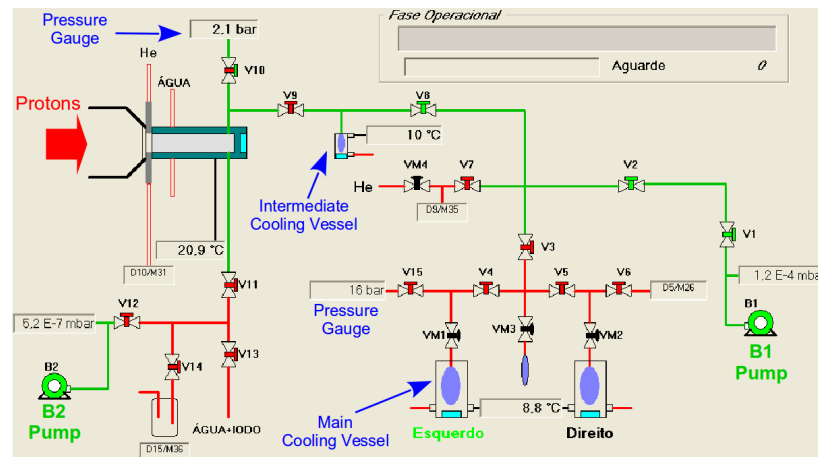 Pressure
Gauge
2,1 bar
Fase Operacional
Aguarde
0
He
V10
ÁGUA
Protons
V9
V8
10 °C
Intermediate
Cooling Vessel
He
VM4
V7
V2
D9/M35
V1
20,9 °C
D10/M31
V3
V11
1,2 E-4 mba
16 bar
V15
V4
V5
V6
D5/M26
Pressure
Gauge
V12
5,2 E-7 mbar
B1
VM1
VM3
VM2
B1
Pump
B2
V14
V13
B2
Pump
Main
Cooling Vessel
8,8 °C
Esquerdo
Direito
ÁGUA+IODO
D15/M36